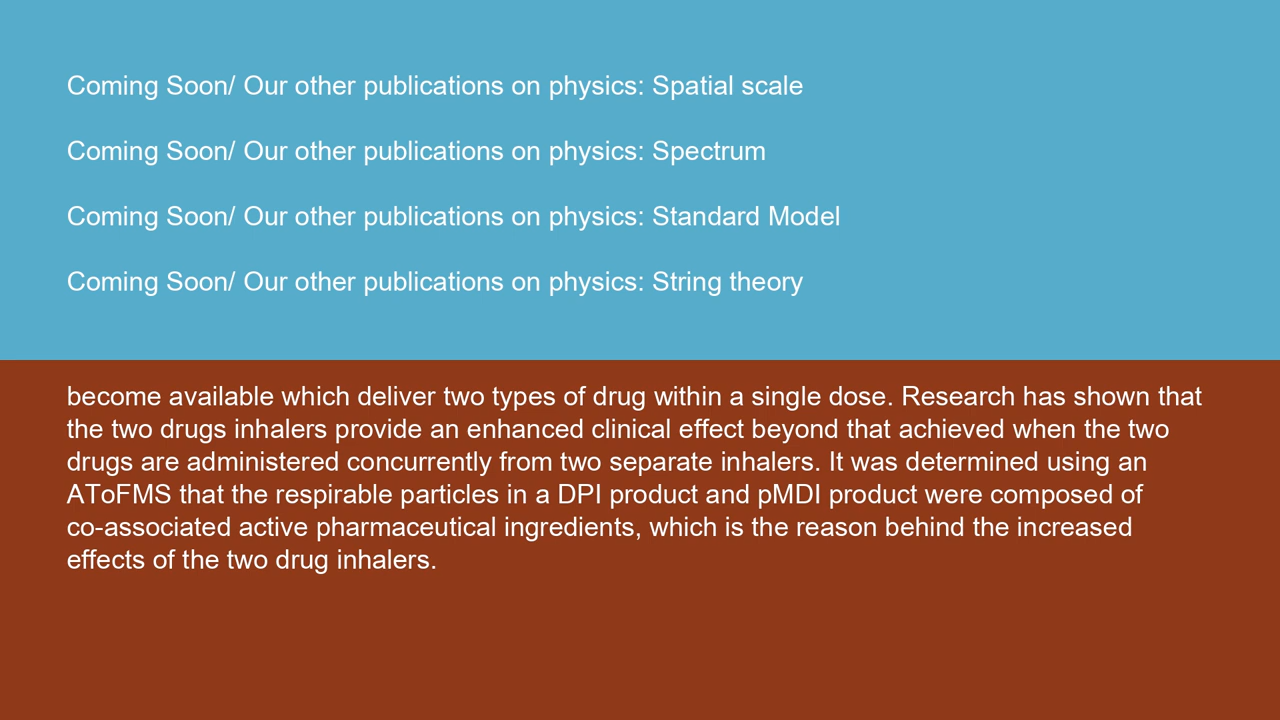 Coming Soon/ Our other publications on physics: Spatial scale
Coming Soon/ Our other publications on physics: Spectrum
Coming Soon/ Our other publications on physics: Standard Model
Coming Soon/ Our other publications on physics: String theory
become available which deliver two types of drug within a single dose. Research has shown that
the two drugs inhalers provide an enhanced clinical effect beyond that achieved when the two
drugs are administered concurrently from two separate inhalers. It was determined using an
AToFMS that the respirable particles in a DPI product and pMDI product were composed of
co-associated active pharmaceutical ingredients, which is the reason behind the increased
effects of the two drug inhalers.